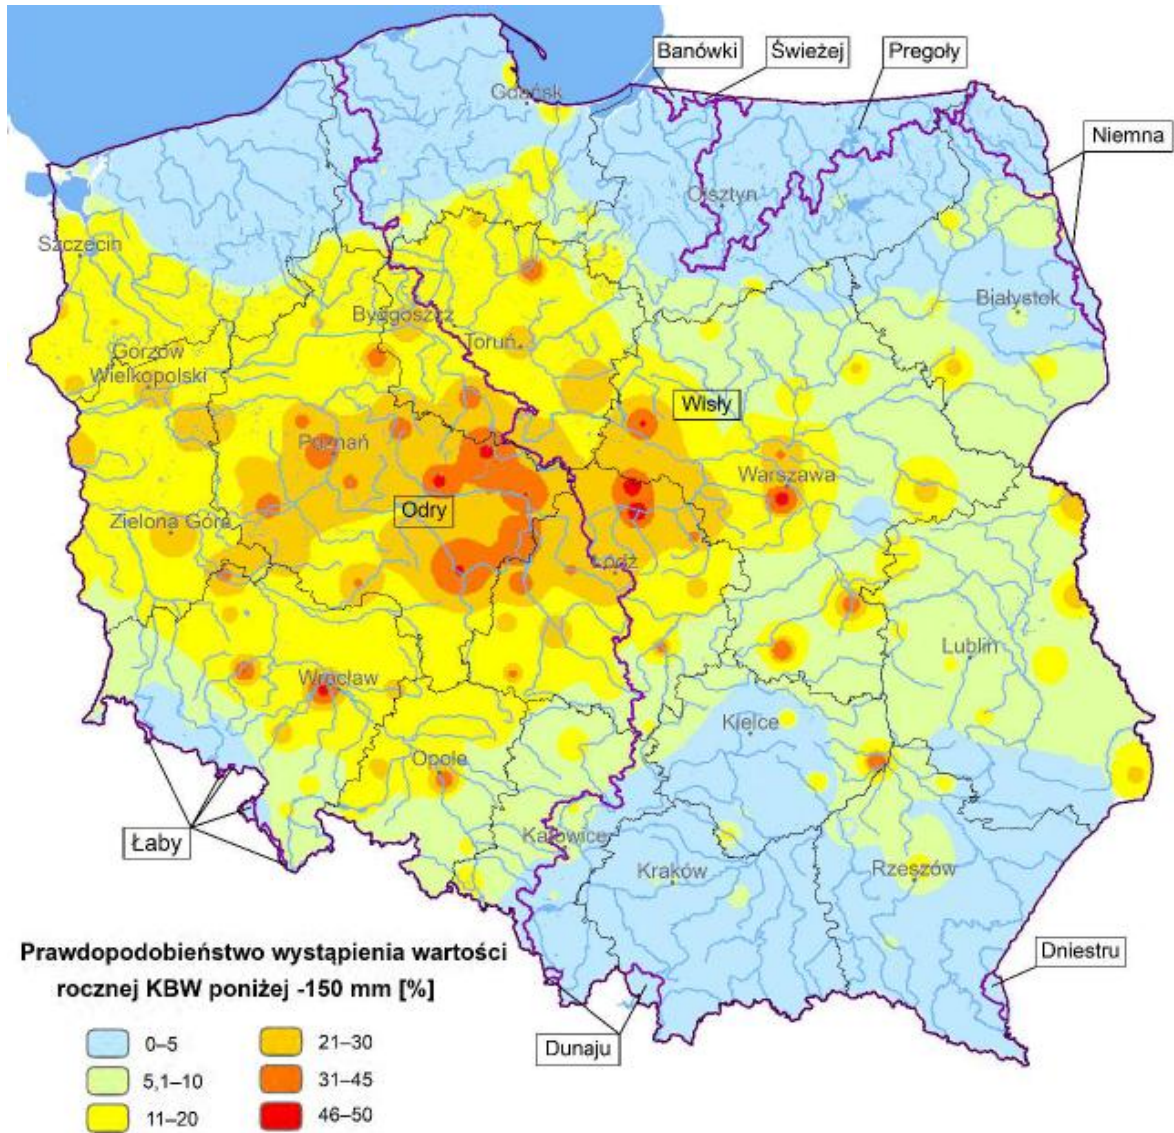 Banówki
Świeżej
Pregoły
Gdańsk
Niemna
Olsztyn
Szczecin
Białystok
Bydgoszcz
Toruń
Gorzów
Wielkopolski
Wisły
Poznań
Warszawa
Odry
Zielona Góra
Łódź
Lublin
Wrocław
Kielce
Opole
Łaby
Katowice
Kraków
Rzeszów
Prawdopodobieństwo wystąpienia wartości
rocznej KBW poniżej -150 mm [%]
Dniestru
Dunaju
0–5
21–30
5,1–10
31–45
11–20
46–50